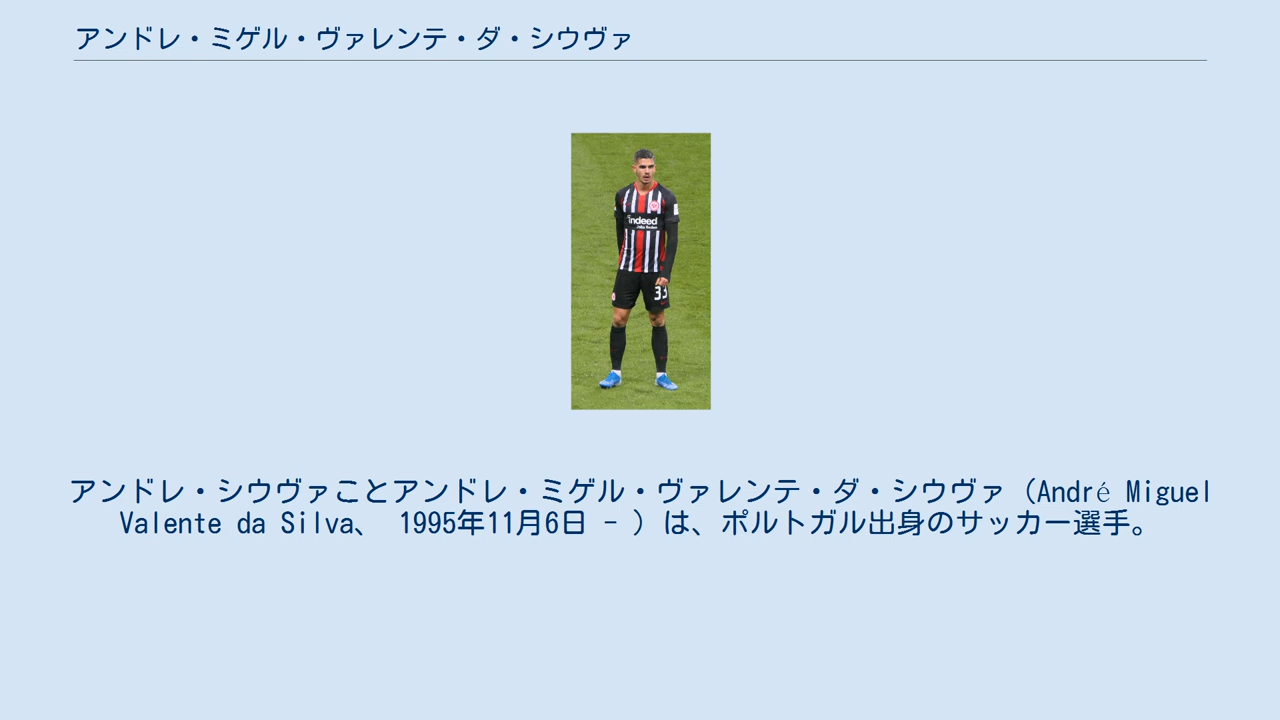 アンドレ・ミゲル・ヴァレンテ・ダ・シウヴァ
indeed
33
アンドレ・シウヴァことアンドレ・ミゲル・ヴァレンテ・ダ・シウヴァ（André Miguel
Valente da Silva、 1995年11月6日 - ）は、ポルトガル出身のサッカー選手。